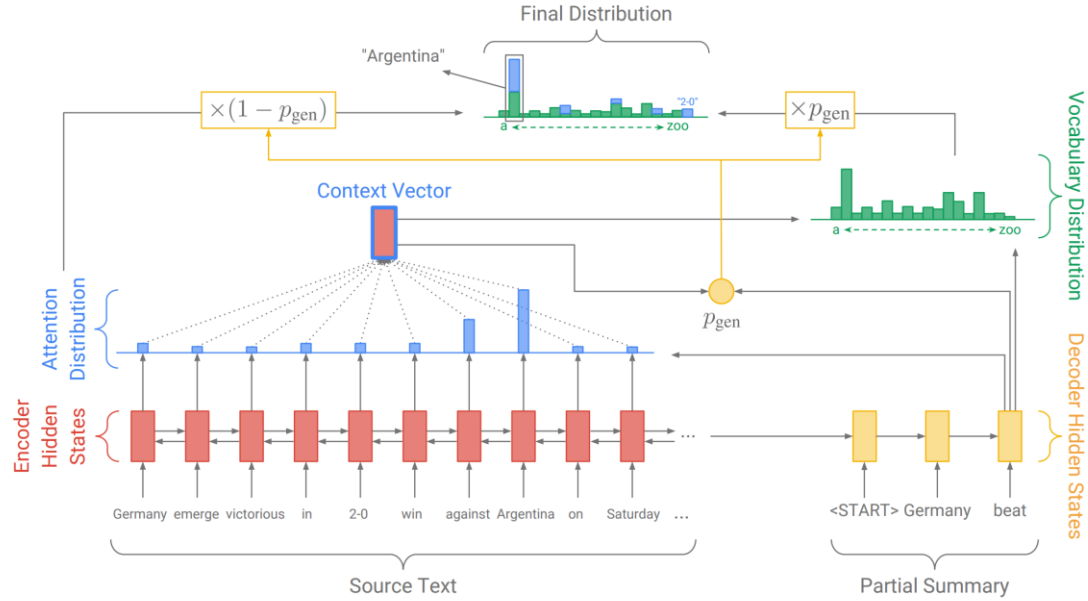 Final Distribution
"Argentina"
×(1 − p_gen)
"2-0"
×p_gen
a
zoo
Context Vector
Vocabulary Distribution
a
zoo
Attention
Distribution
p_gen
Encoder
Hidden
States
Decoder Hidden States
...
Germany emerge victorious in 2-0 win against Argentina on Saturday ...
<START> Germany beat
Source Text
Partial Summary